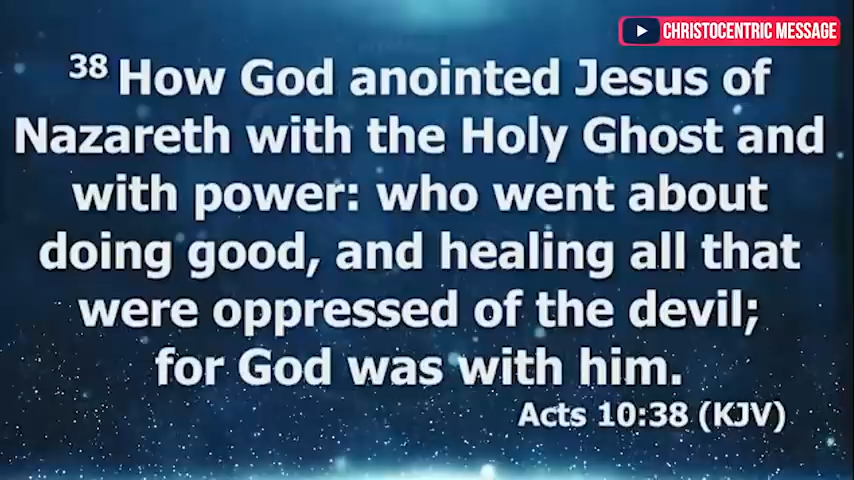 CHRISTOCENTRIC MESSAGE
38 How God anointed Jesus of
Nazareth with the Holy Ghost and
with power: who went about
doing good, and healing all that
were oppressed of the devil;
for God was with him.
Acts 10:38 (KJV)